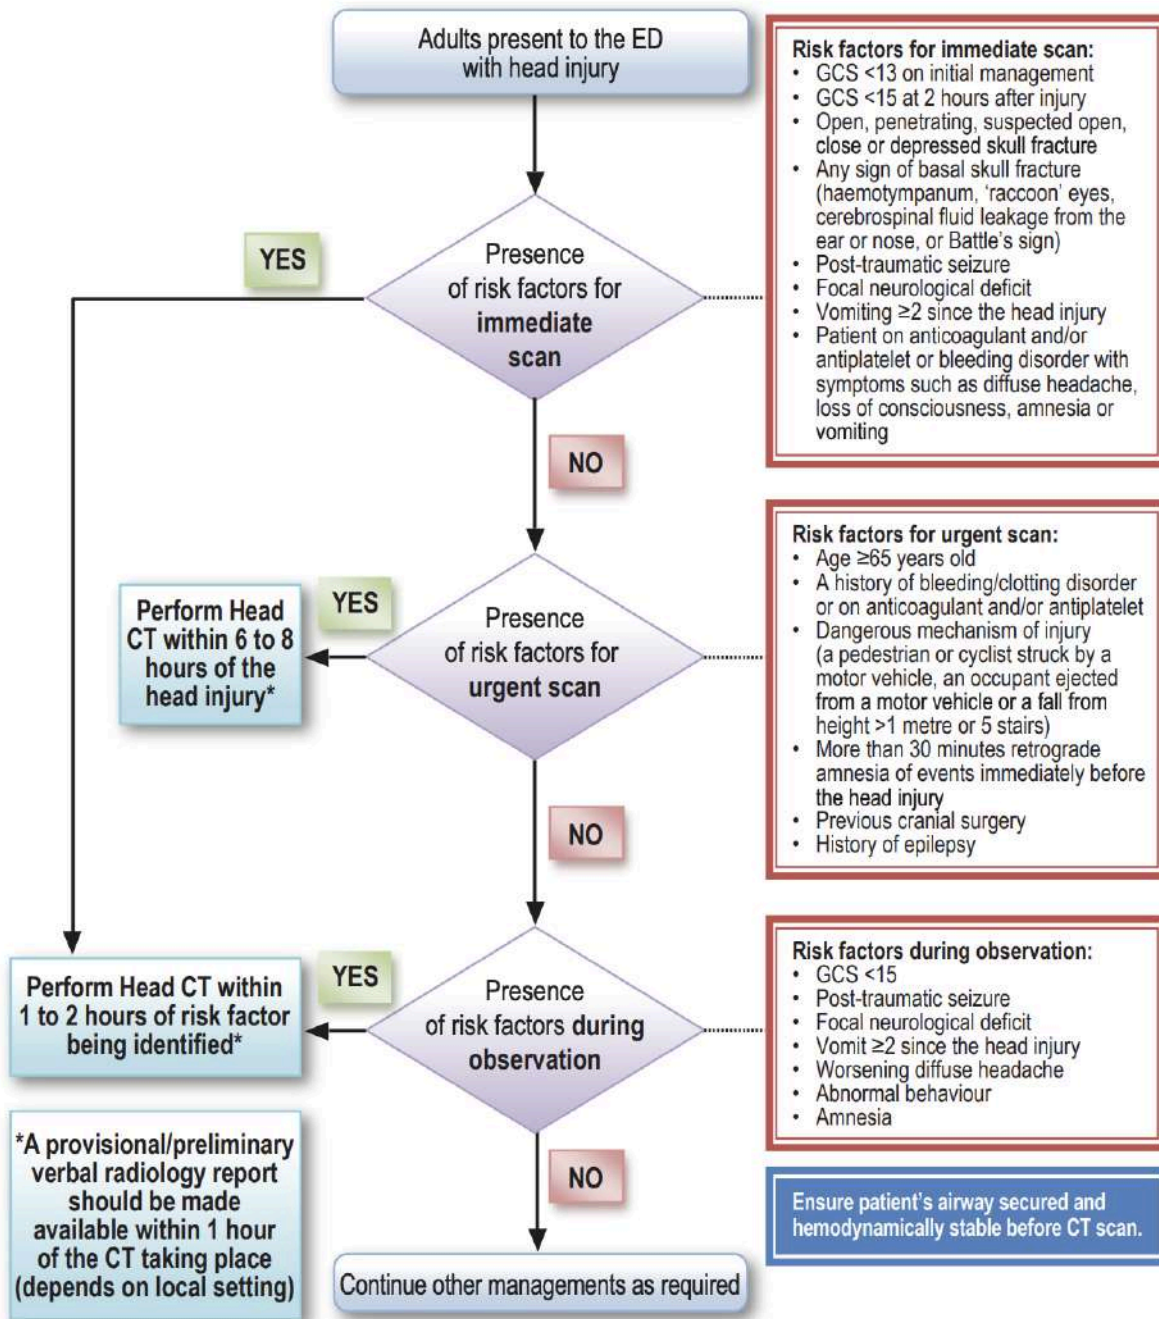 Adults present to the ED
with head injury
Risk factors for immediate scan:
• GCS <13 on initial management
• GCS <15 at 2 hours after injury
• Open, penetrating, suspected open,
close or depressed skull fracture
• Any sign of basal skull fracture
(haemotympanum, ‘raccoon’ eyes,
cerebrospinal fluid leakage from the
ear or nose, or Battle’s sign)
• Post-traumatic seizure
• Focal neurological deficit
• Vomiting ≥2 since the head injury
• Patient on anticoagulant and/or
antiplatelet or bleeding disorder with
symptoms such as diffuse headache,
loss of consciousness, amnesia or
vomiting
YES
Presence
of risk factors for
immediate
scan
NO
Risk factors for urgent scan:
• Age ≥65 years old
• A history of bleeding/clotting disorder
or on anticoagulant and/or antiplatelet
• Dangerous mechanism of injury
(a pedestrian or cyclist struck by a
motor vehicle, an occupant ejected
from a motor vehicle or a fall from
height >1 metre or 5 stairs)
• More than 30 minutes retrograde
amnesia of events immediately before
the head injury
• Previous cranial surgery
• History of epilepsy
Perform Head
CT within 6 to 8
hours of the
head injury*
YES
Presence
of risk factors for
urgent scan
NO
Risk factors during observation:
• GCS <15
• Post-traumatic seizure
• Focal neurological deficit
• Vomit ≥2 since the head injury
• Worsening diffuse headache
• Abnormal behaviour
• Amnesia
Perform Head CT within
1 to 2 hours of risk factor
being identified*
YES
Presence
of risk factors during
observation
NO
*A provisional/preliminary
verbal radiology report
should be made
available within 1 hour
of the CT taking place
(depends on local setting)
Ensure patient’s airway secured and
hemodynamically stable before CT scan.
Continue other managements as required